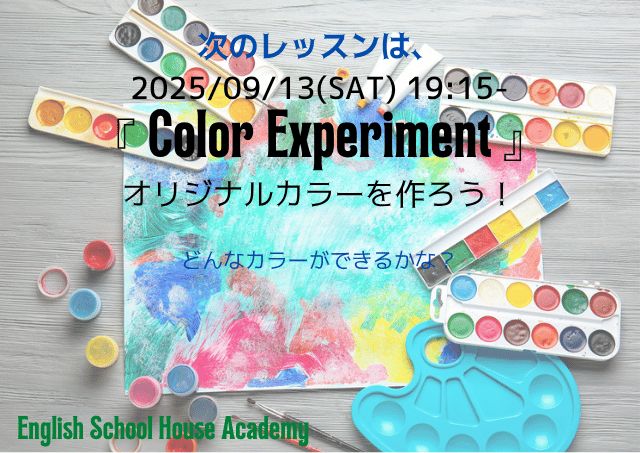 次のレッスンは、
2025/09/13(SAT) 19:15-
『 Color Experiment 』
オリジナルカラーを作ろう！
どんなカラーができるかな？
English School House Academy